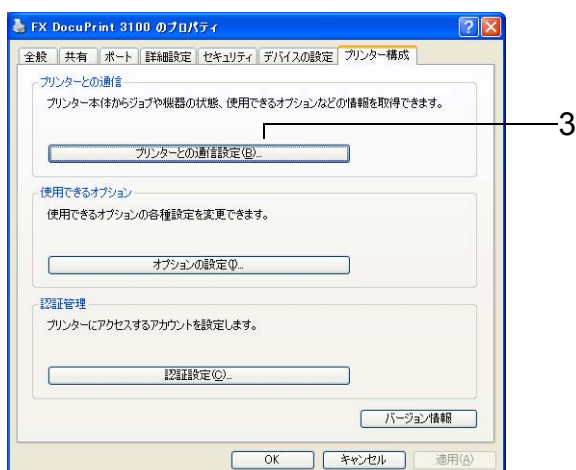 FX DocuPrint 3100 のプロパティ
全般 共有 ポート 詳細設定 セキュリティ デバイスの設定 プリンター構成
プリンターとの通信
プリンター本体からジョブや機器の状態、使用できるオプションなどの情報を取得できます。
3
プリンターとの通信設定(B)...
使用できるオプション
使用できるオプションの各種設定を変更できます。
オプションの設定(I)...
認証管理
プリンターにアクセスするアカウントを設定します。
認証設定(C)...
バージョン情報
OK キャンセル 適用(A)